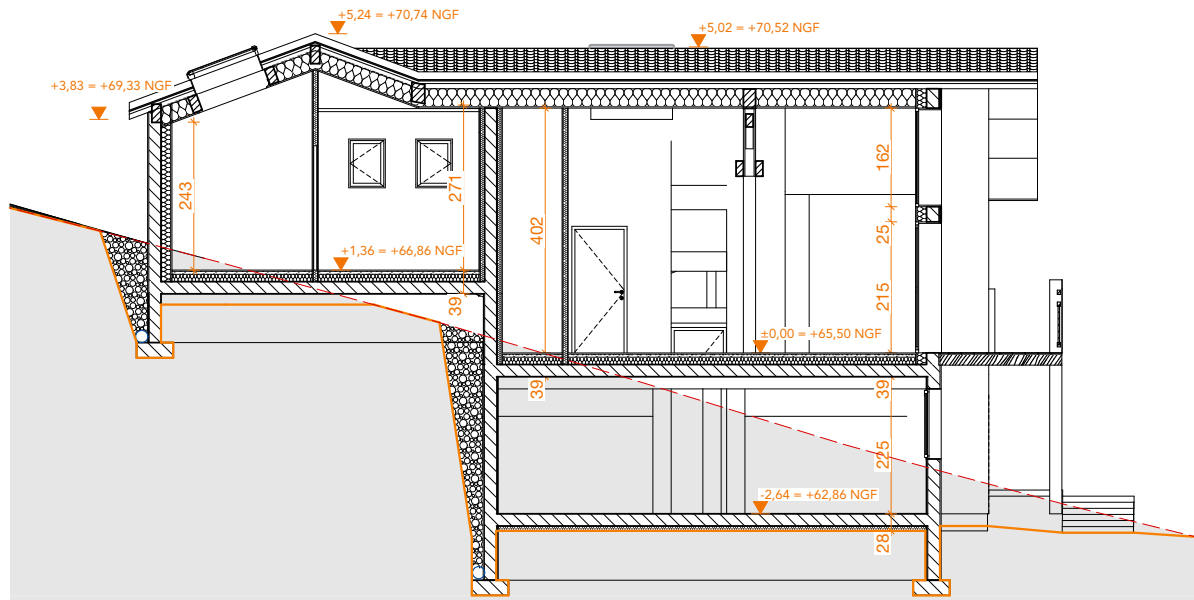 +5,24 = +70,74 NGF
+5,02 = +70,52 NGF
+3,83 = +69,33 NGF
162
243
271
402
25
+1,36 = +66,86 NGF
39
215
±0,00 = +65,50 NGF
39
39
225
-2,64 = +62,86 NGF
28